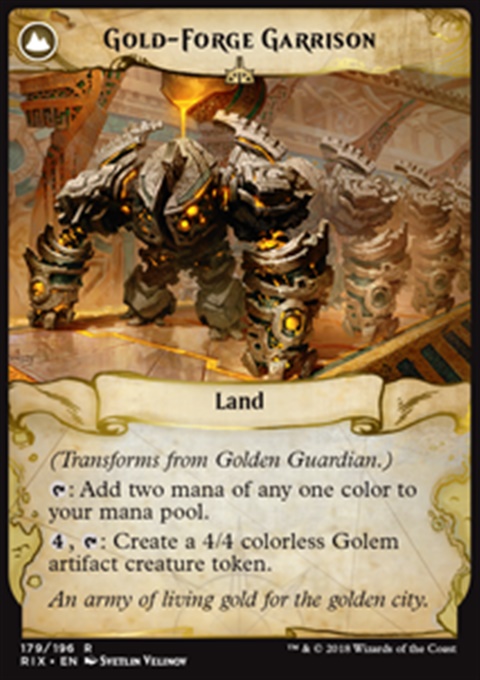 Gold-Forge Garrison
Land
(Transforms from Golden Guardian.)
: Add two mana of any one color to
your mana pool.
4, : Create a 4/4 colorless Golem
artifact creature token.
An army of living gold for the golden city.
179/196 R
RIX • EN Svetlin Velinov
™ & © 2018 Wizards of the Coast